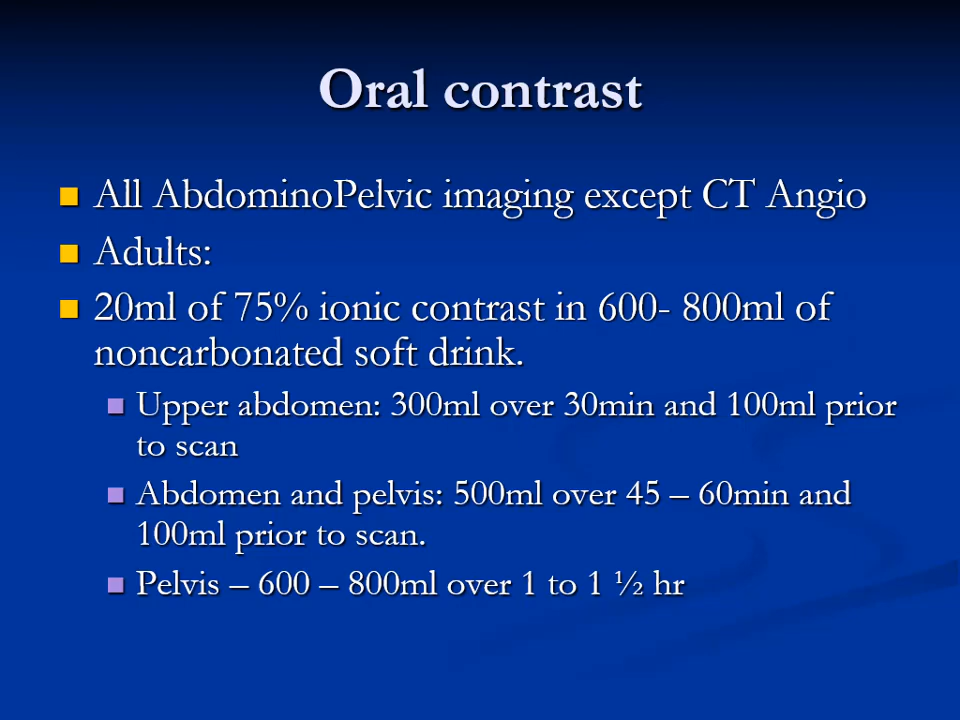 Oral contrast
All AbdominoPelvic imaging except CT Angio
Adults:
20ml of 75% ionic contrast in 600- 800ml of
noncarbonated soft drink.
Upper abdomen: 300ml over 30min and 100ml prior
to scan
Abdomen and pelvis: 500ml over 45 – 60min and
100ml prior to scan.
Pelvis – 600 – 800ml over 1 to 1 ½ hr